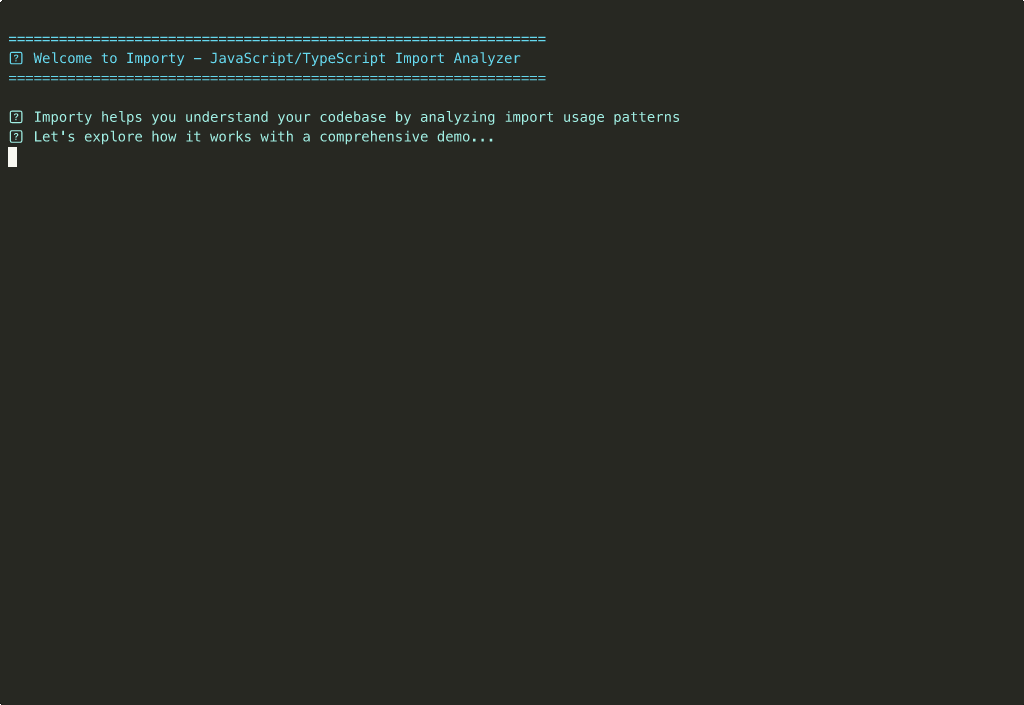 ================================================================
⍰ Welcome to Importy – JavaScript/TypeScript Import Analyzer
================================================================
⍰ Importy helps you understand your codebase by analyzing import usage patterns
⍰ Let's explore how it works with a comprehensive demo...